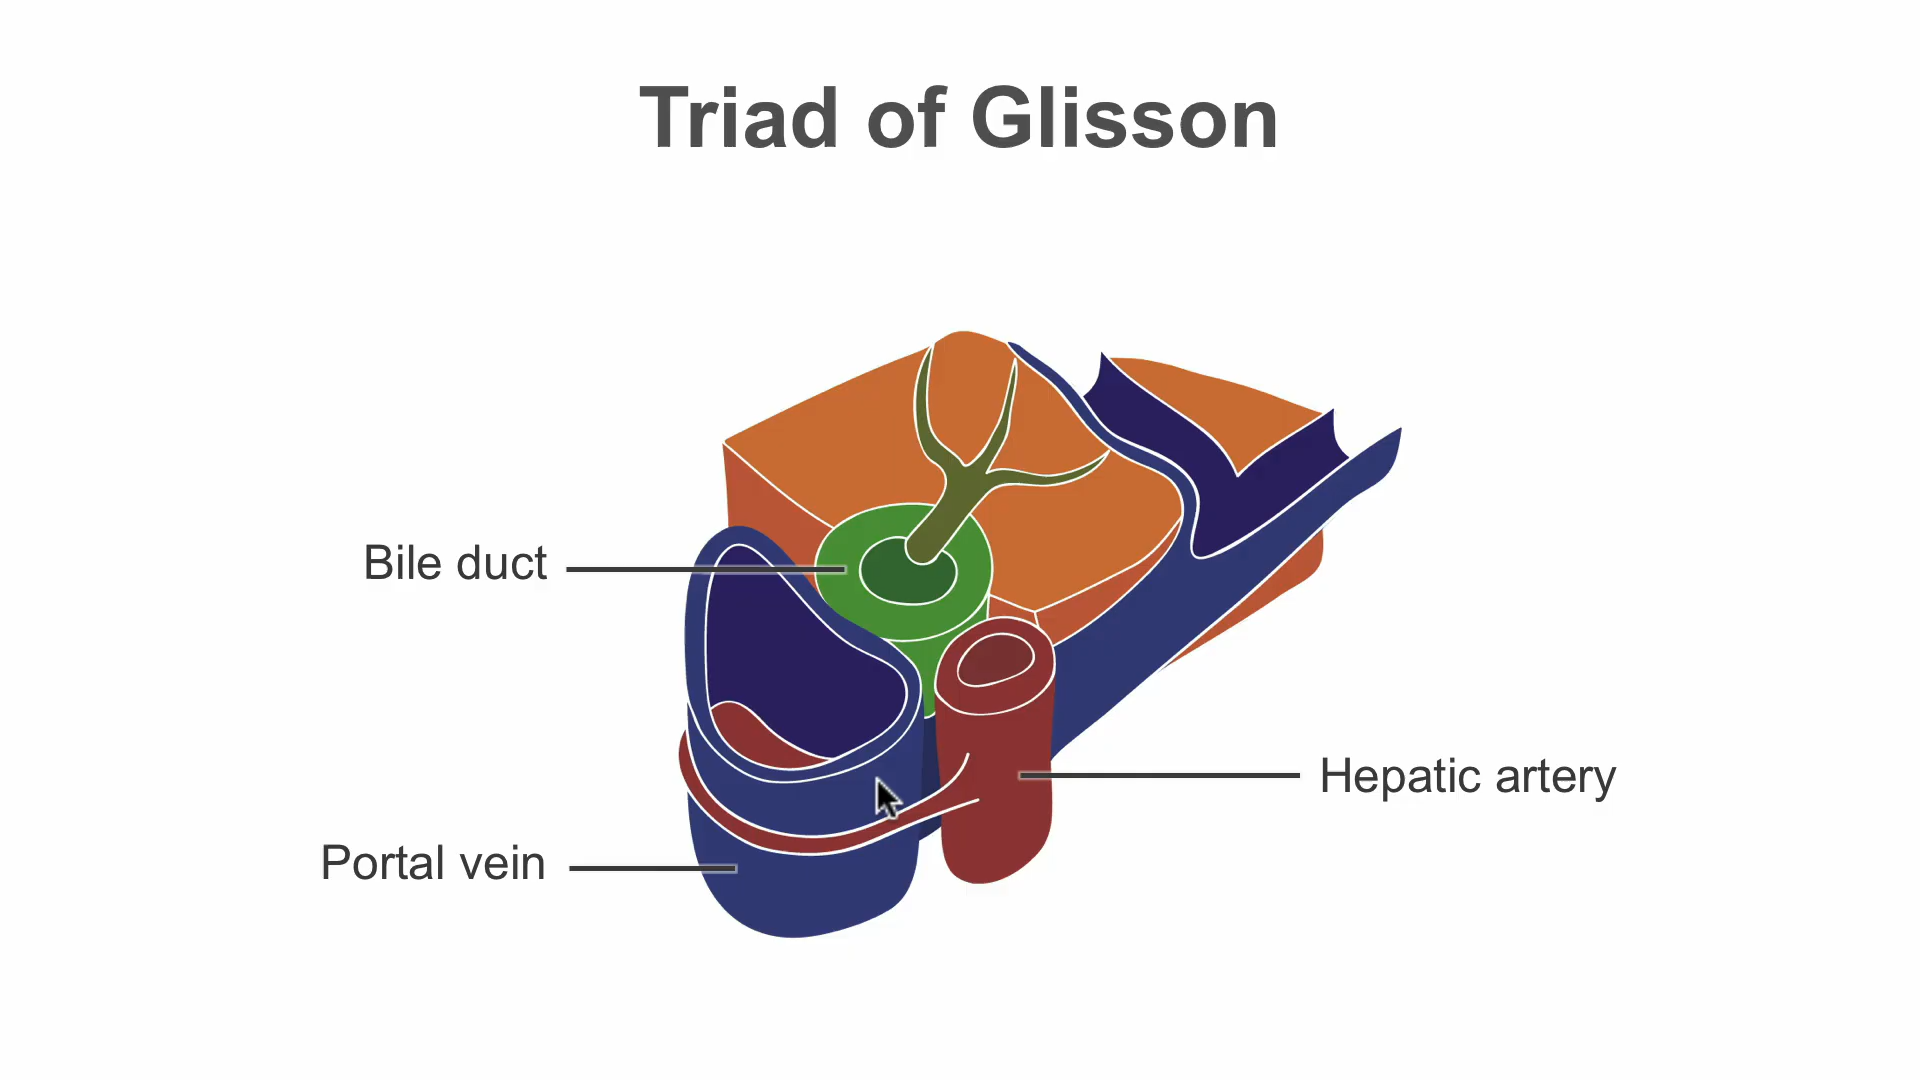 Triad of Glisson
Bile duct
Hepatic artery
Portal vein